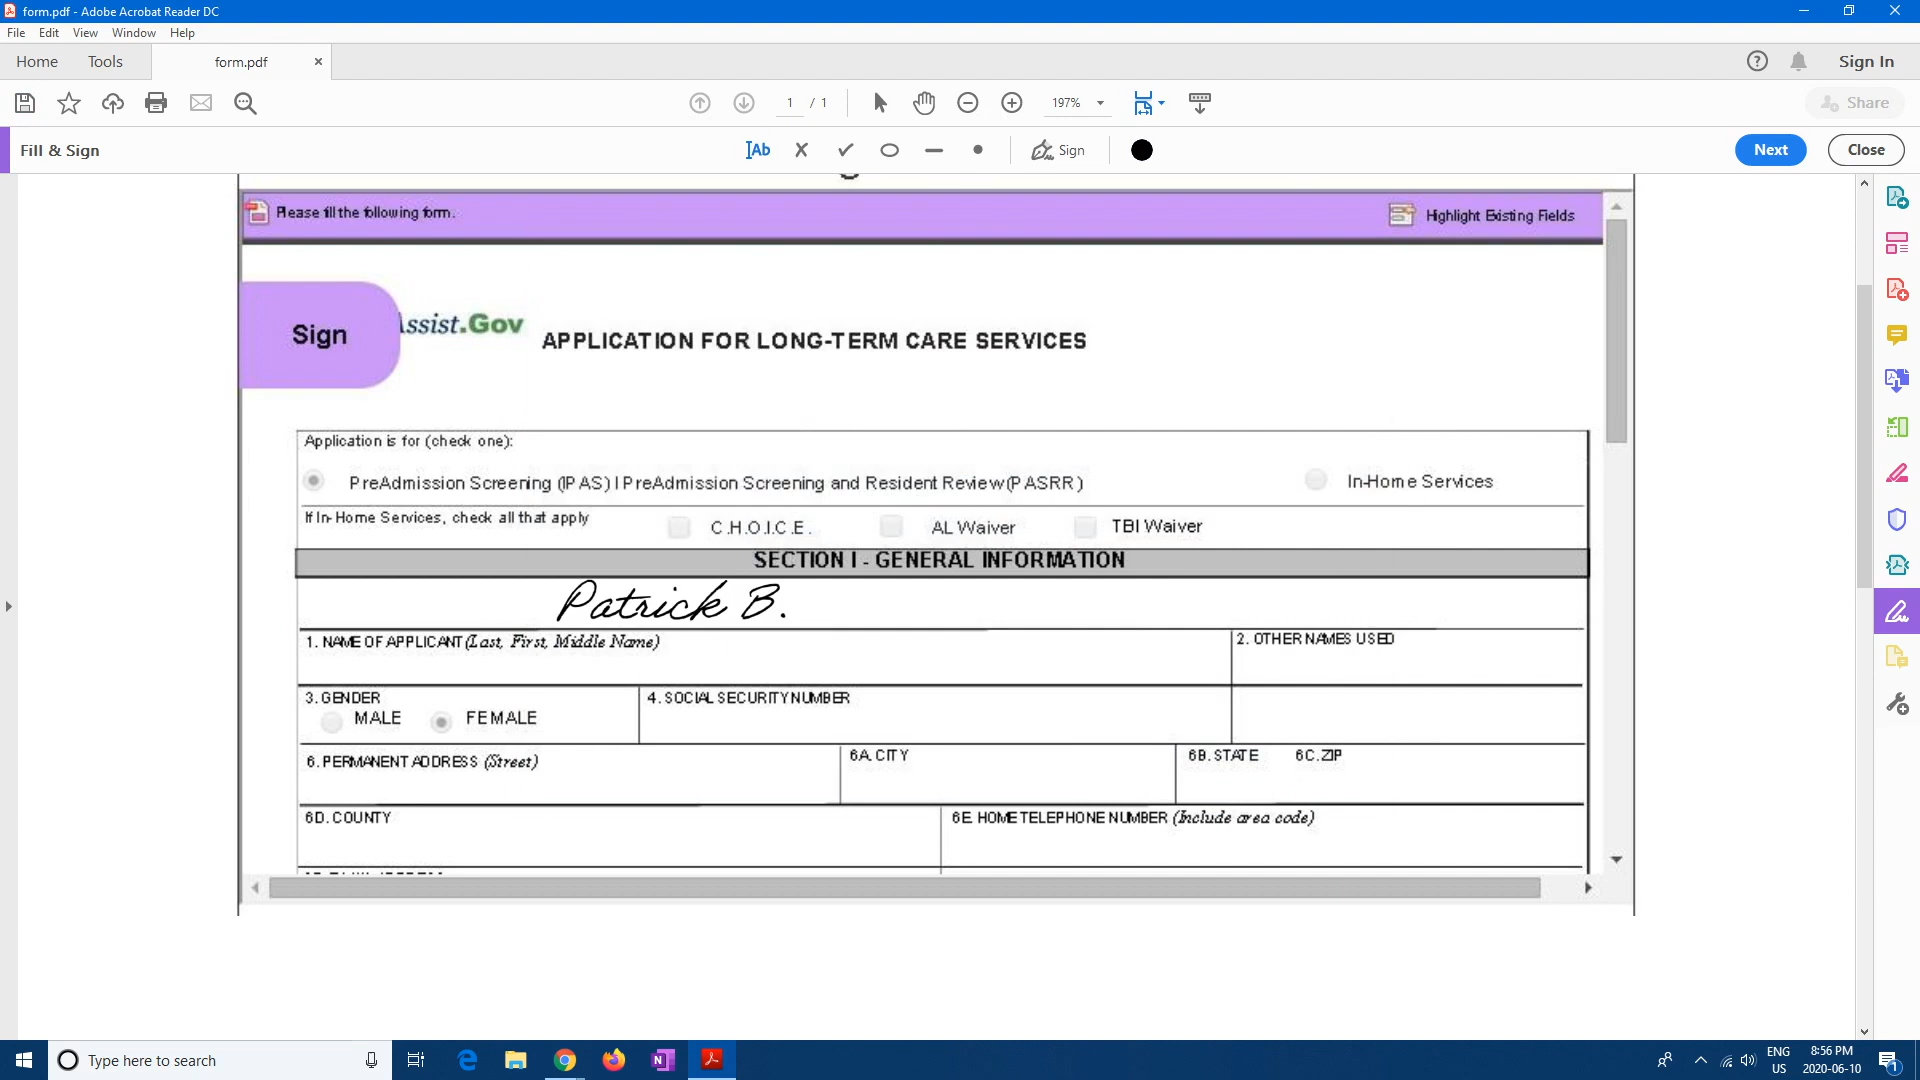 form.pdf - Adobe Acrobat Reader DC
File Edit View Window Help
Home Tools form.pdf Sign In
1 / 1 197% Share
Fill & Sign Ab Sign Next Close
Please fill the following form. Highlight Existing Fields
Sign ssist.Gov
APPLICATION FOR LONG-TERM CARE SERVICES
Application is for (check one):
PreAdmission Screening (IPAS) I PreAdmission Screening and Resident Review (PASRR) In-Home Services
If In-Home Services, check all that apply C.H.O.I.C.E. AL Waiver TBI Waiver
SECTION I - GENERAL INFORMATION
Patrick B.
1. NAME OF APPLICANT (Last, First, Middle Name) 2. OTHER NAMES USED
3. GENDER 4. SOCIAL SECURITY NUMBER
MALE FEMALE
6. PERMANENT ADDRESS (Street) 6A. CITY 6B. STATE 6C. ZIP
6D. COUNTY 6E. HOME TELEPHONE NUMBER (Include area code)
Type here to search
ENG 8:56 PM
US 2020-06-10 1